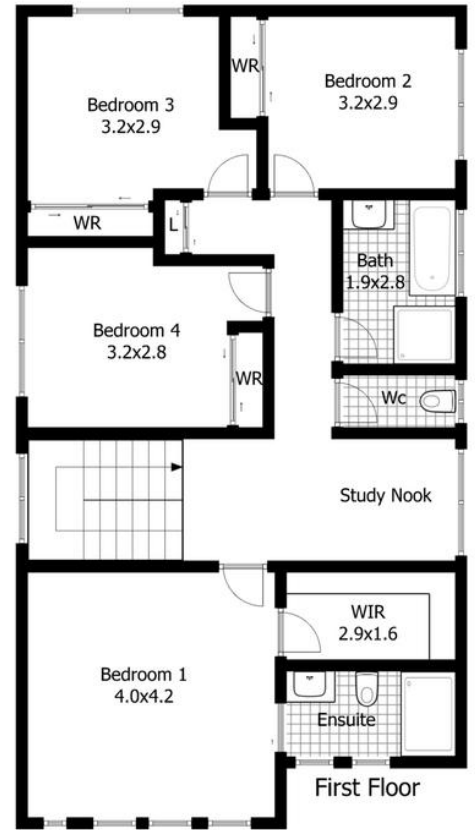 Bedroom 3
3.2x2.9
WR
Bedroom 2
3.2x2.9
WR
L
Bath
1.9x2.8
Bedroom 4
3.2x2.8
WR
Wc
Study Nook
WIR
2.9x1.6
Bedroom 1
4.0x4.2
Ensuite
First Floor